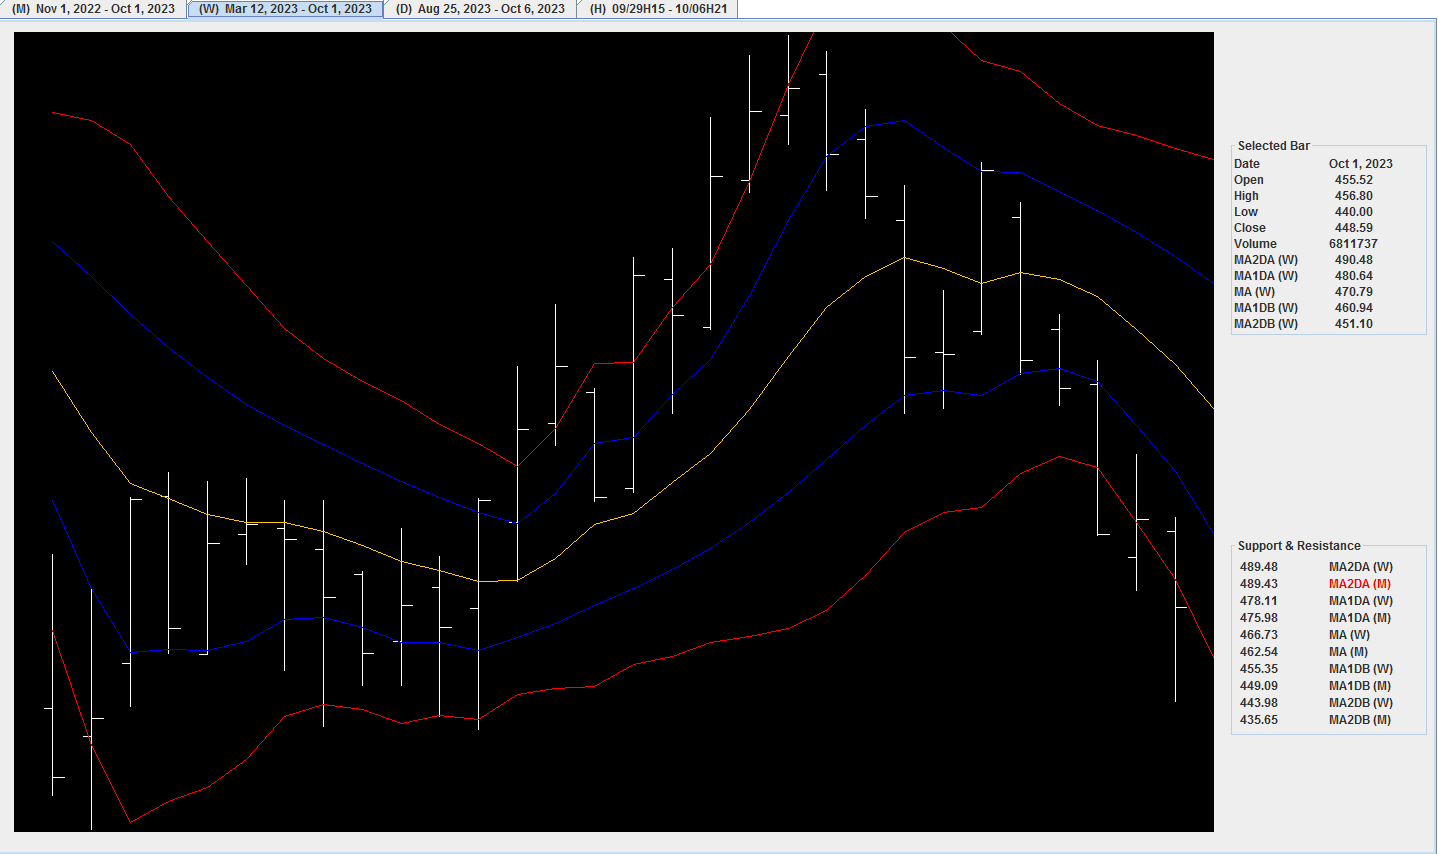 (M) Nov 1, 2022 - Oct 1, 2023
(W) Mar 12, 2023 - Oct 1, 2023
(D) Aug 25, 2023 - Oct 6, 2023
(H) 09/29H15 - 10/06H21
Selected Bar
Date Oct 1, 2023
Open 455.52
High 456.80
Low 440.00
Close 448.59
Volume 6811737
MA2DA (W) 490.48
MA1DA (W) 480.64
MA (W) 470.79
MA1DB (W) 460.94
MA2DB (W) 451.10
Support & Resistance
489.48 MA2DA (W)
489.43 MA2DA (M)
478.11 MA1DA (W)
475.98 MA1DA (M)
466.73 MA (W)
462.54 MA (M)
455.35 MA1DB (W)
449.09 MA1DB (M)
443.98 MA2DB (W)
435.65 MA2DB (M)